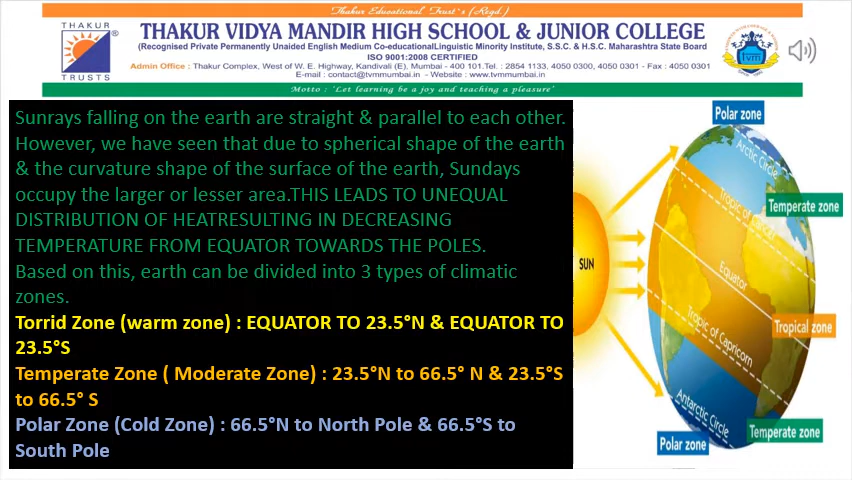 Thakur Educational Trust's (Regd.)
THAKUR
TRUSTS
®
THAKUR VIDYA MANDIR HIGH SCHOOL & JUNIOR COLLEGE
(Recognised Private Permanently Unaided English Medium Co-educationalLinguistic Minority Institute, S.S.C. & H.S.C. Maharashtra State Board
ISO 9001:2008 CERTIFIED
Admin Office : Thakur Complex, West of W. E. Highway, Kandivali (E), Mumbai - 400 101.Tel. : 2854 1133, 4050 0300, 4050 0301 - Fax : 4050 0301
E-mail : contact@tvmmumbai.in - Website : www.tvmmumbai.in
tvm
Motto : 'Let learning be a joy and teaching a pleasure'
Sunrays falling on the earth are straight & parallel to each other.
However, we have seen that due to spherical shape of the earth
& the curvature shape of the surface of the earth, Sundays
occupy the larger or lesser area.THIS LEADS TO UNEQUAL
DISTRIBUTION OF HEATRESULTING IN DECREASING
TEMPERATURE FROM EQUATOR TOWARDS THE POLES.
Based on this, earth can be divided into 3 types of climatic
zones.
Torrid Zone (warm zone) : EQUATOR TO 23.5°N & EQUATOR TO
23.5°S
Temperate Zone ( Moderate Zone) : 23.5°N to 66.5° N & 23.5°S
to 66.5° S
Polar Zone (Cold Zone) : 66.5°N to North Pole & 66.5°S to
South Pole
Polar zone
Arctic Circle
Temperate zone
Tropic of Cancer
SUN
Equator
Tropical zone
Tropic of Capricorn
Antarctic Circle
Temperate zone
Polar zone